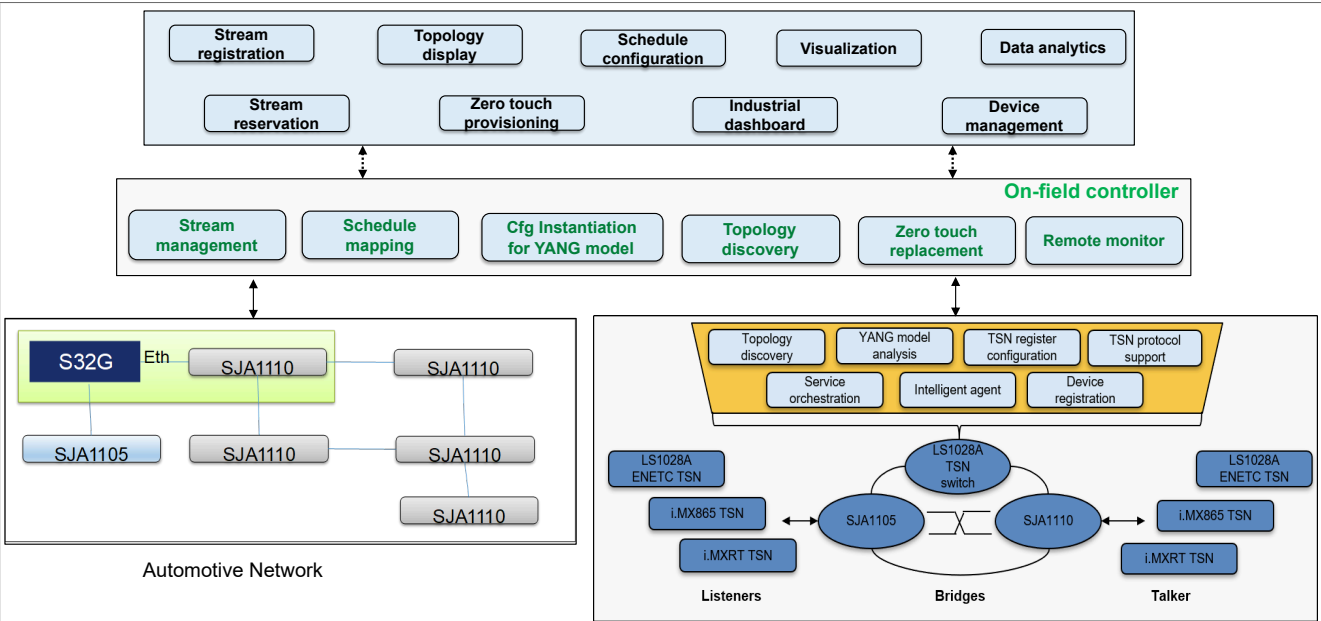 Stream
registration
Topology
display
Schedule
configuration
Visualization
Data analytics
Stream
reservation
Zero touch
provisioning
Industrial
dashboard
Device
management
On-field controller
Stream
management
Schedule
mapping
Cfg Instantiation
for YANG model
Topology
discovery
Zero touch
replacement
Remote monitor
S32G
Eth
SJA1110
SJA1110
SJA1105
SJA1110
SJA1110
SJA1110
Automotive Network
Topology
discovery
YANG model
analysis
TSN register
configuration
TSN protocol
support
Service
orchestration
Intelligent agent
Device
registration
LS1028A
TSN
switch
LS1028A
ENETC TSN
LS1028A
ENETC TSN
i.MX865 TSN
SJA1105
SJA1110
i.MX865 TSN
i.MXRT TSN
i.MXRT TSN
Listeners
Bridges
Talker